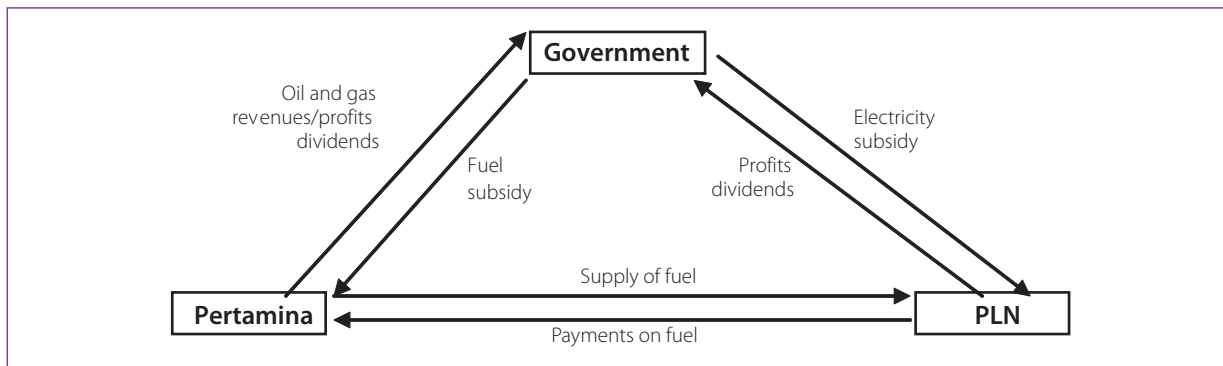 Government
Oil and gas
revenues/profits
dividends
Fuel
subsidy
Profits
dividends
Electricity
subsidy
Supply of fuel
Pertamina
PLN
Payments on fuel